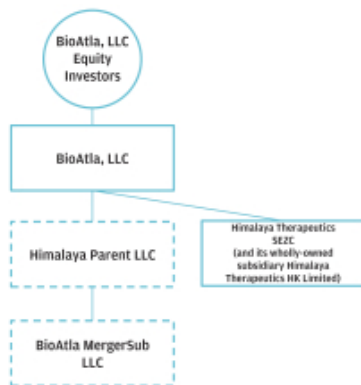 BioAtla, LLC
Equity
Investors
BioAtla, LLC
Himalaya Parent LLC
Himalaya Therapeutics
SEZC
(and its wholly-owned
subsidiary Himalaya
Therapeutics HK Limited)
BioAtla MergerSub
LLC